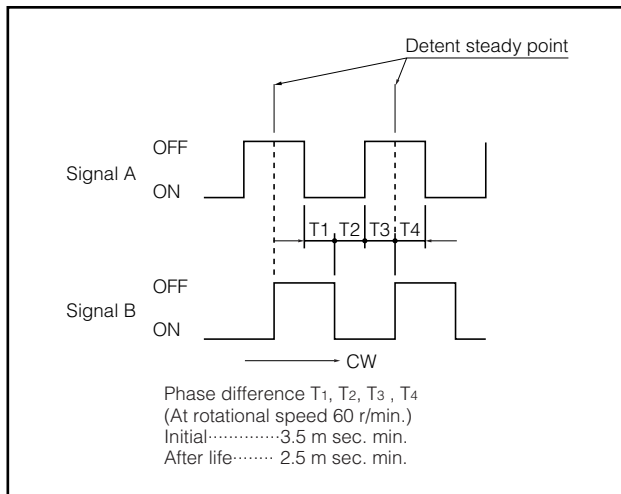 Detent steady point
OFF
Signal A
ON
T1 T2 T3 T4
OFF
Signal B
ON
CW
Phase difference T1, T2, T3 , T4
(At rotational speed 60 r/min.)
Initial··············3.5 m sec. min.
After life········ 2.5 m sec. min.